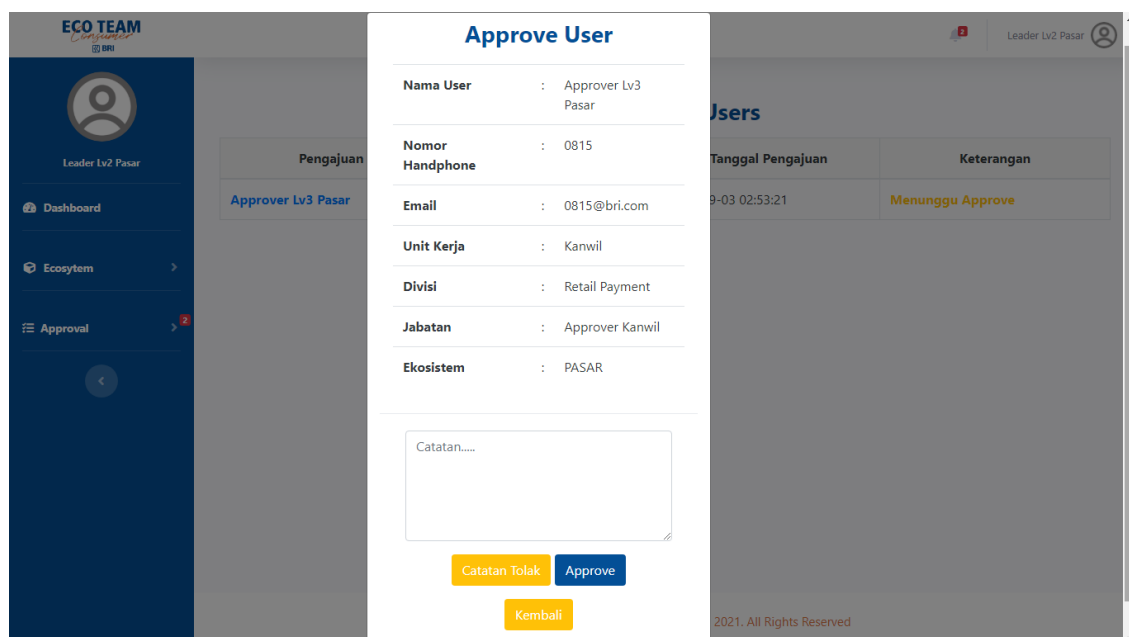 ECO TEAM
Consumer
BRI
Leader Lv2 Pasar
Dashboard
Ecosytem
Approval
2
2
Leader Lv2 Pasar
Users
Pengajuan
Tanggal Pengajuan
Keterangan
Approver Lv3 Pasar
9-03 02:53:21
Menunggu Approve
Approve User
Nama User : Approver Lv3
Pasar
Nomor : 0815
Handphone
Email : 0815@bri.com
Unit Kerja : Kanwil
Divisi : Retail Payment
Jabatan : Approver Kanwil
Ekosistem : PASAR
Catatan.....
Catatan Tolak
Approve
Kembali
2021. All Rights Reserved